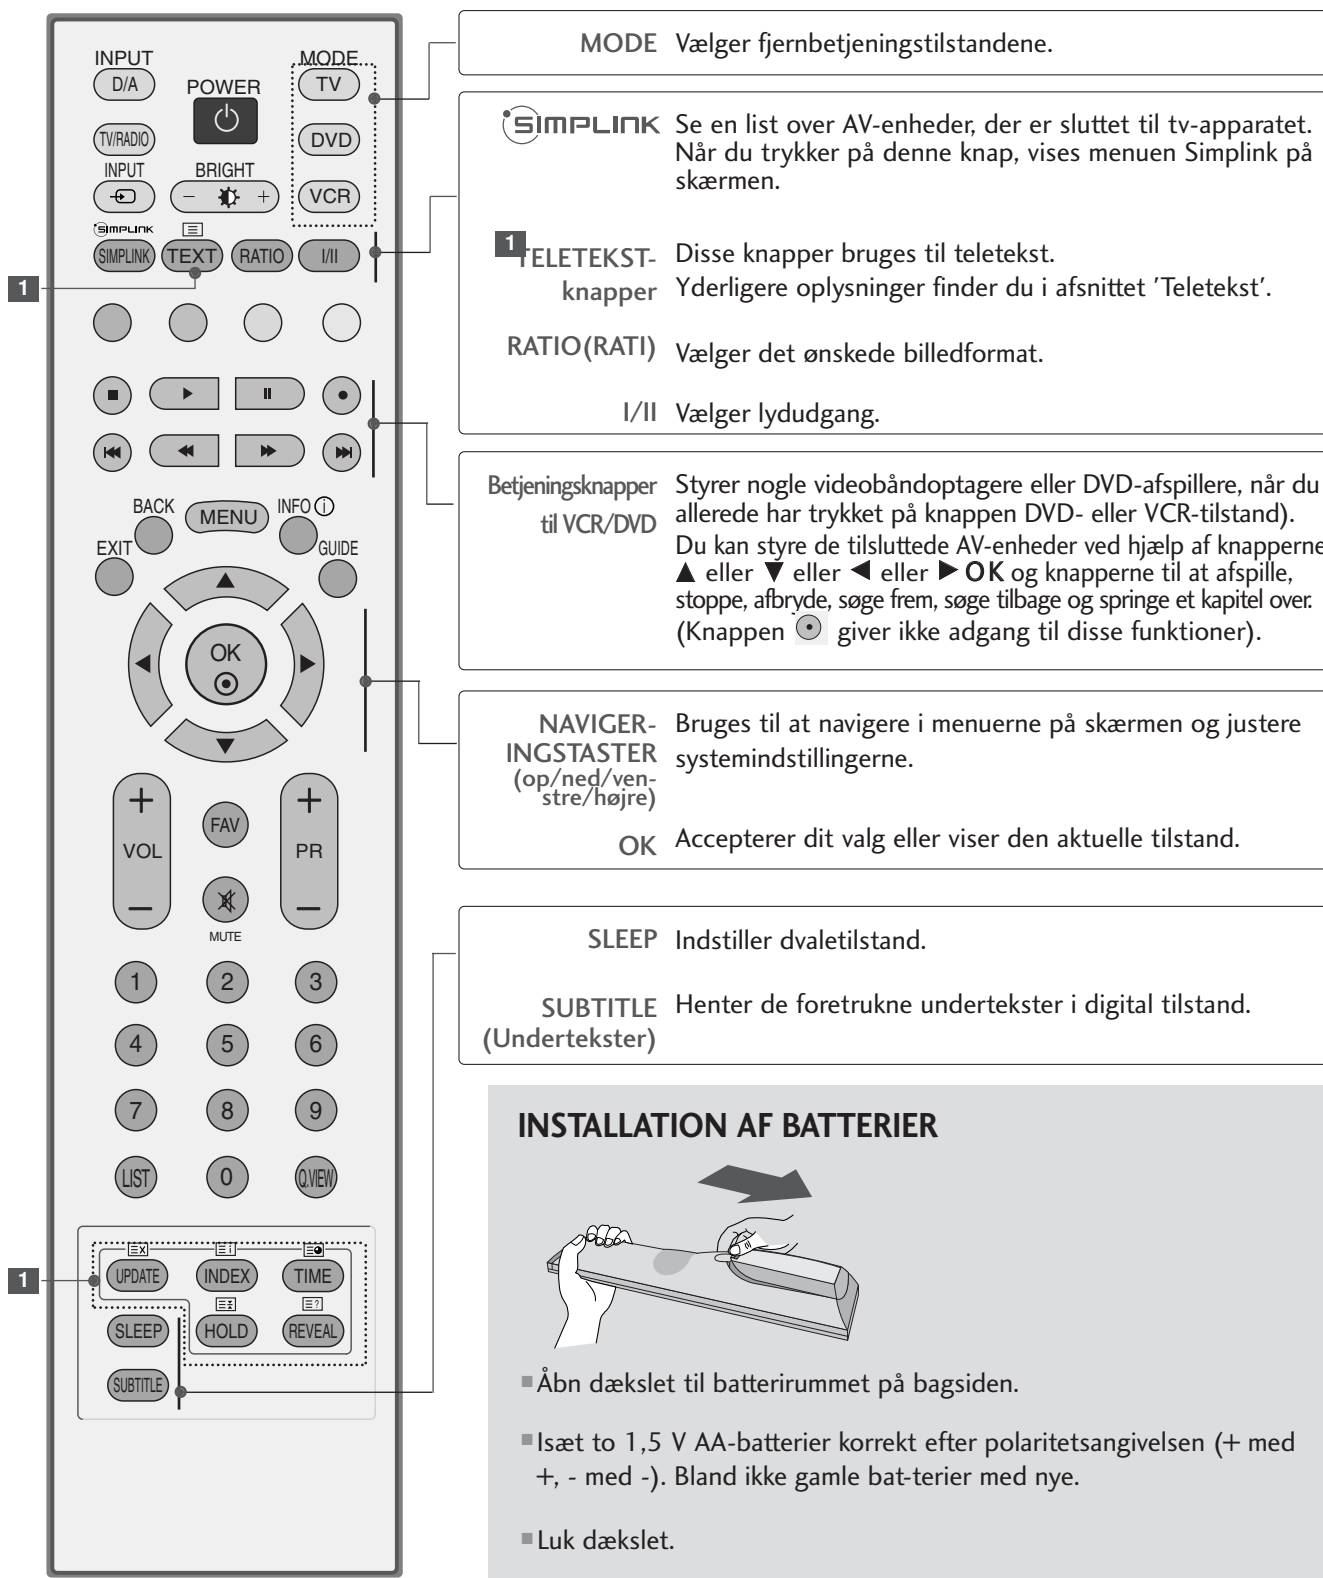 INPUT
MODE
D/A
POWER
TV
TV/RADIO
DVD
INPUT
BRIGHT
- +
VCR
SIMPLINK
SIMPLINK
TEXT
RATIO
I/II
1
BACK
MENU
INFO i
EXIT
GUIDE
OK
+
+
FAV
VOL
PR
-
-
MUTE
1
2
3
4
5
6
7
8
9
LIST
0
Q.VIEW
1
UPDATE
INDEX
TIME
SLEEP
HOLD
REVEAL
SUBTITLE
MODE Vælger fjernbetjeningstilstandene.
SIMPLINK Se en list over AV-enheder, der er sluttet til tv-apparatet.
Når du trykker på denne knap, vises menuen Simplink på
skærmen.
1
TELETEKST- Disse knapper bruges til teletekst.
knapper Yderligere oplysninger finder du i afsnittet 'Teletekst'.
RATIO(RATI) Vælger det ønskede billedformat.
I/II Vælger lydudgang.
Betjeningsknapper Styrer nogle videobåndoptagere eller DVD-afspillere, når du
til VCR/DVD allerede har trykket på knappen DVD- eller VCR-tilstand).
Du kan styre de tilsluttede AV-enheder ved hjælp af knapperne
▲ eller ▼ eller ◀ eller ▶ OK og knapperne til at afspille,
stoppe, afbryde, søge frem, søge tilbage og springe et kapitel over.
(Knappen ⊙ giver ikke adgang til disse funktioner).
NAVIGER- Bruges til at navigere i menuerne på skærmen og justere
INGSTASTER systemindstillingerne.
(op/ned/ven-
stre/højre)
OK Accepterer dit valg eller viser den aktuelle tilstand.
SLEEP Indstiller dvaletilstand.
SUBTITLE Henter de foretrukne undertekster i digital tilstand.
(Undertekster)
INSTALLATION AF BATTERIER
■ Åbn dækslet til batterirummet på bagsiden.
■ Isæt to 1,5 V AA-batterier korrekt efter polaritetsangivelsen (+ med
+, - med -). Bland ikke gamle bat-terier med nye.
■ Luk dækslet.